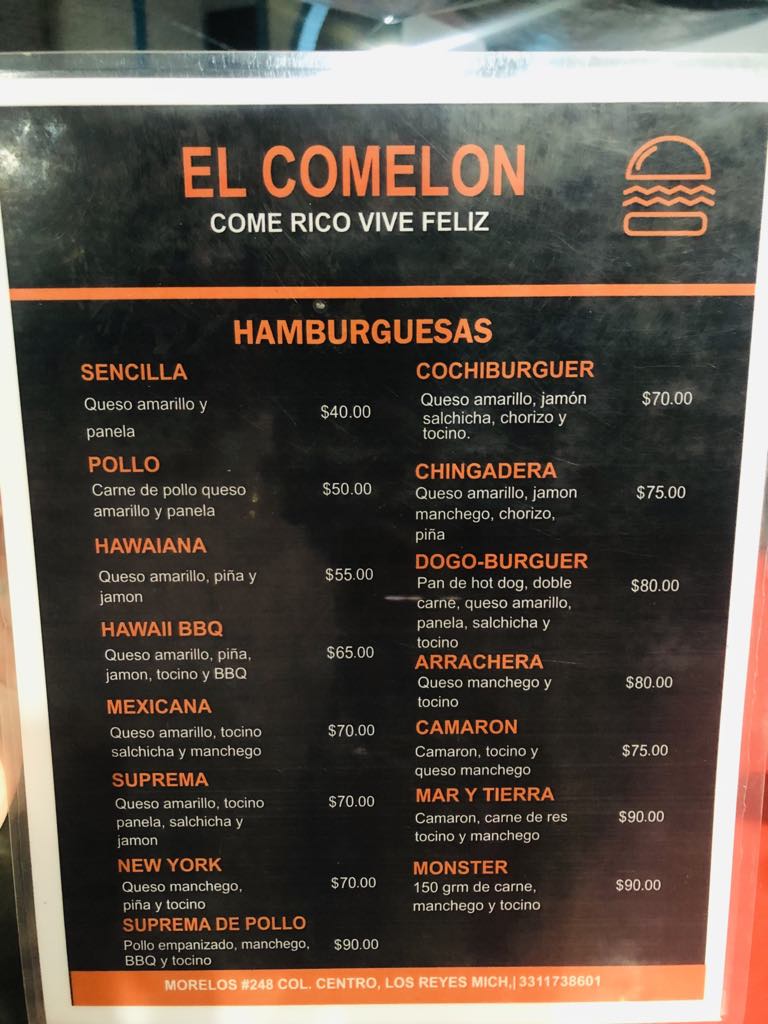 EL COMELON
COME RICO VIVE FELIZ
HAMBURGUESAS
SENCILLA
Queso amarillo y
panela
$40.00
POLLO
Carne de pollo queso
amarillo y panela
$50.00
HAWAIANA
Queso amarillo, piña y
jamon
$55.00
HAWAII BBQ
Queso amarillo, piña,
jamon, tocino y BBQ
$65.00
MEXICANA
Queso amarillo, tocino
salchicha y manchego
$70.00
SUPREMA
Queso amarillo, tocino
panela, salchicha y
jamon
$70.00
NEW YORK
Queso manchego,
piña y tocino
$70.00
SUPREMA DE POLLO
Pollo empanizado, manchego,
BBQ y tocino
$90.00
COCHIBURGUER
Queso amarillo, jamón
salchicha, chorizo y
tocino.
$70.00
CHINGADERA
Queso amarillo, jamon
manchego, chorizo,
piña
$75.00
DOGO-BURGUER
Pan de hot dog, doble
carne, queso amarillo,
panela, salchicha y
tocino
$80.00
ARRACHERA
Queso manchego y
tocino
$80.00
CAMARON
Camaron, tocino y
queso manchego
$75.00
MAR Y TIERRA
Camaron, carne de res
tocino y manchego
$90.00
MONSTER
150 grm de carne,
manchego y tocino
$90.00
MORELOS #248 COL. CENTRO, LOS REYES MICH,| 3311738601